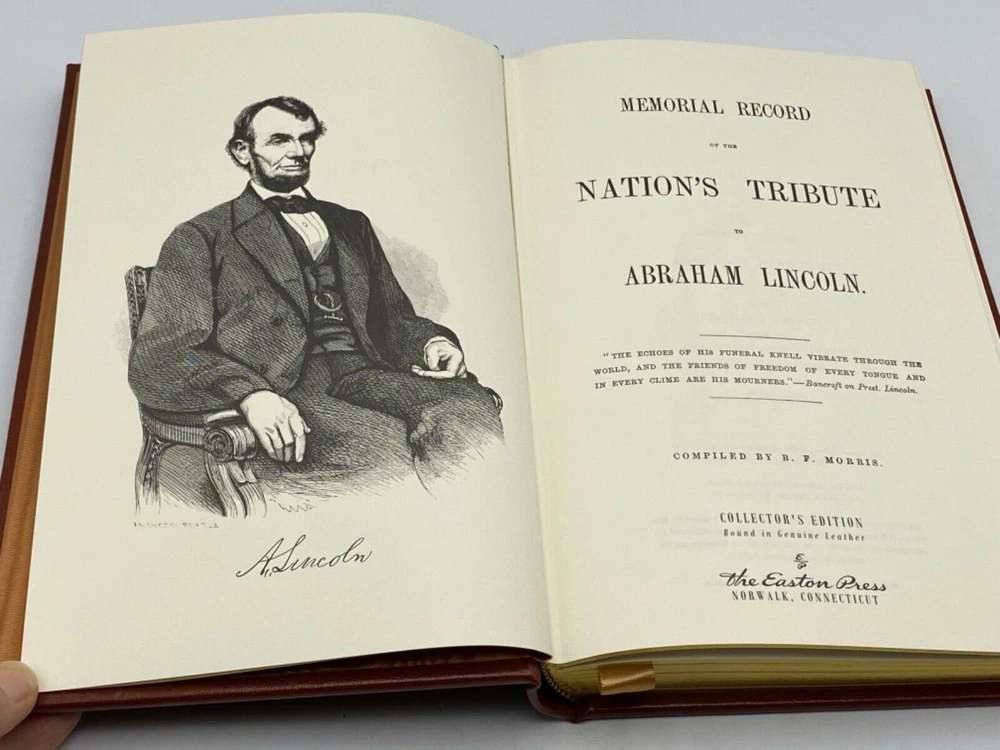 A. Lincoln
MEMORIAL RECORD
OF THE
NATION'S TRIBUTE
TO
ABRAHAM LINCOLN.
"THE ECHOES OF HIS FUNERAL KNELL VIBRATE THROUGH THE
WORLD, AND THE FRIENDS OF FREEDOM OF EVERY TONGUE AND
IN EVERY CLIME ARE HIS MOURNERS."—Bancroft on Prest. Lincoln.
COMPILED BY B. F. MORRIS.
COLLECTOR'S EDITION
Bound in Genuine Leather
E
P
the Easton Press
NORWALK, CONNECTICUT